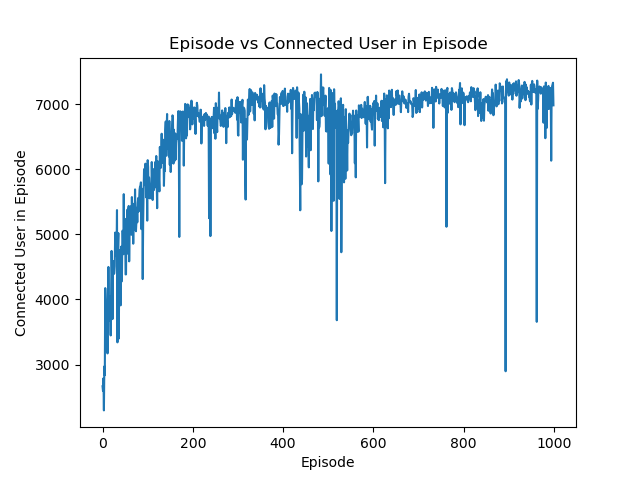 Episode vs Connected User in Episode
Connected User in Episode
7000
6000
5000
4000
3000
0 200 400 600 800 1000
Episode